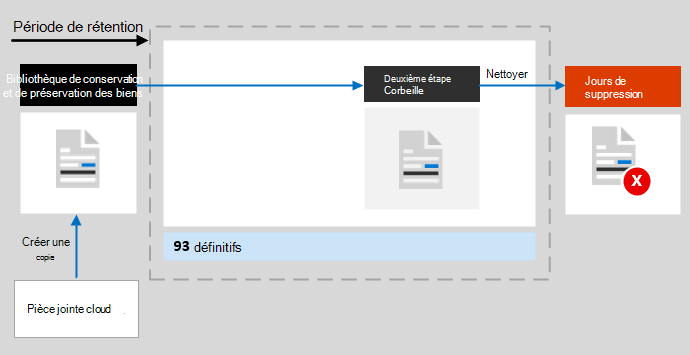 Période de rétention
Bibliothèque de conservation
et de préservation des biens
Deuxième étape
Corbeille
Nettoyer
Jours de
suppression
X
Créer une
copie
93 définitifs
Pièce jointe cloud